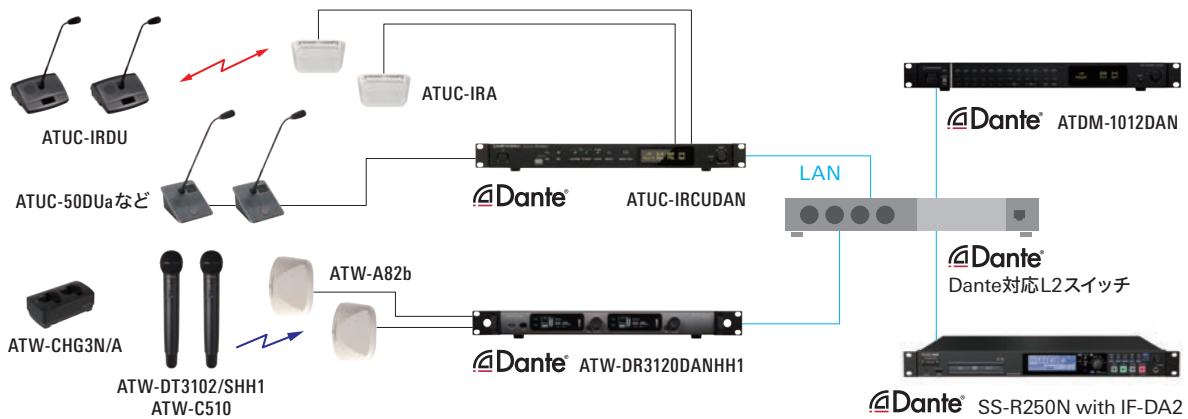 ATUC-IRDU
ATUC-IRA
ATUC-50DUaなど
Dante®
ATUC-IRCUDAN
LAN
Dante®
ATDM-1012DAN
Dante®
Dante対応L2スイッチ
ATW-CHG3N/A
ATW-DT3102/SHH1
ATW-C510
ATW-A82b
Dante®
ATW-DR3120DANHH1
Dante®
SS-R250N with IF-DA2